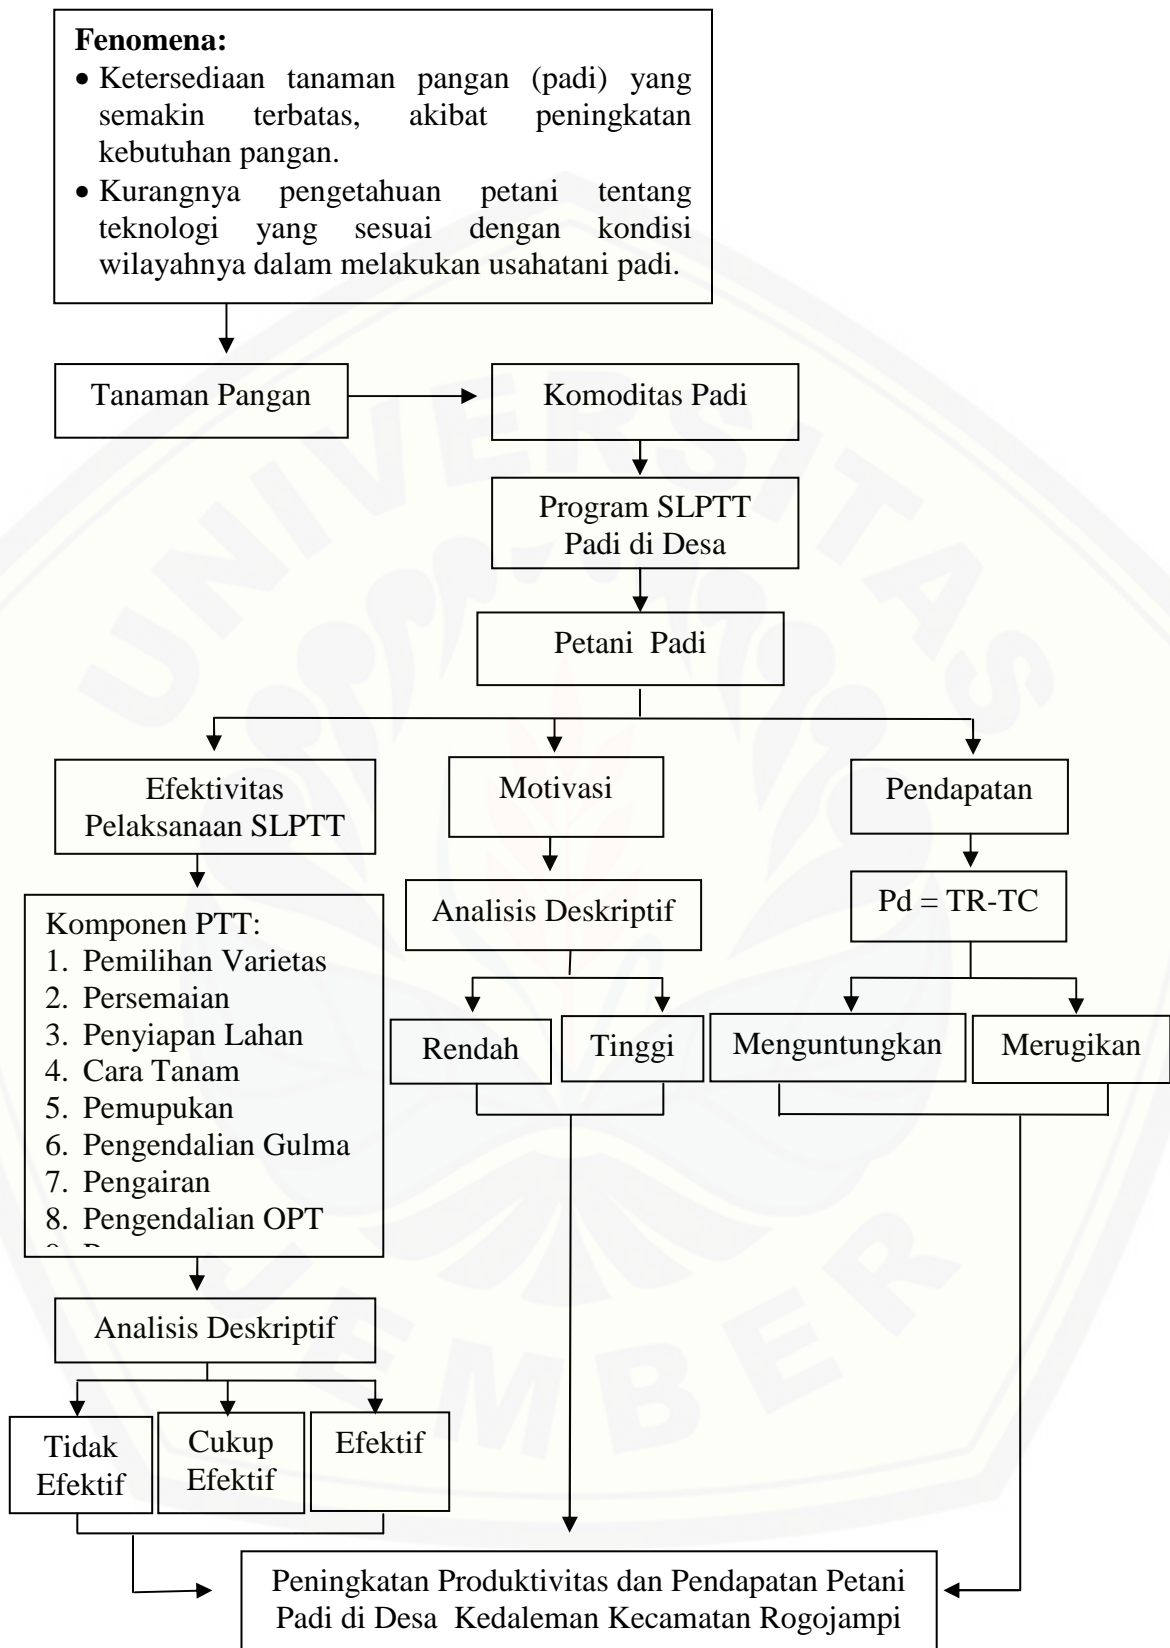 Fenomena:
• Ketersediaan tanaman pangan (padi) yang
semakin terbatas, akibat peningkatan
kebutuhan pangan.
• Kurangnya pengetahuan petani tentang
teknologi yang sesuai dengan kondisi
wilayahnya dalam melakukan usahatani padi.
Tanaman Pangan
Komoditas Padi
Program SLPTT
Padi di Desa
Petani Padi
Efektivitas
Pelaksanaan SLPTT
Motivasi
Pendapatan
Komponen PTT:
1. Pemilihan Varietas
2. Persemaian
3. Penyiapan Lahan
4. Cara Tanam
5. Pemupukan
6. Pengendalian Gulma
7. Pengairan
8. Pengendalian OPT
Analisis Deskriptif
Pd = TR-TC
Rendah
Tinggi
Menguntungkan
Merugikan
Analisis Deskriptif
Tidak
Efektif
Cukup
Efektif
Efektif
Peningkatan Produktivitas dan Pendapatan Petani
Padi di Desa Kedaleman Kecamatan Rogojampi
UNIVERSITAS
JEMBER